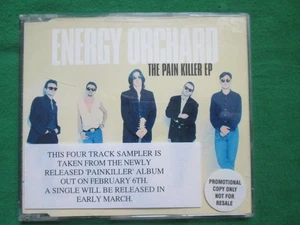 ENERGY ORCHARD
THE PAIN KILLER EP
THIS FOUR TRACK SAMPLER IS
TAKEN FROM THE NEWLY
RELEASED 'PAINKILLER' ALBUM
OUT ON FEBRUARY 6TH.
A SINGLE WILL BE RELEASED IN
EARLY MARCH.
PROMOTIONAL
COPY ONLY
NOT FOR
RESALE